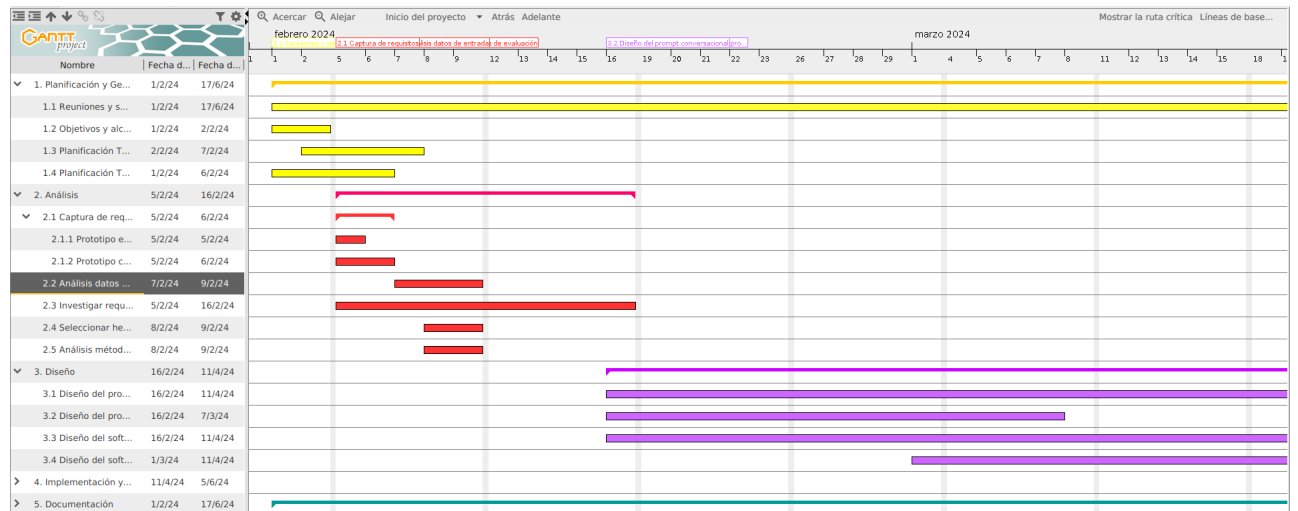 Acercar Alejar Inicio del proyecto Atrás Adelante Mostrar la ruta crítica Líneas de base...
GANTT project
febrero 2024 marzo 2024
2.1 Captura de requisitos lisis datos de entrada de evaluación 3.2 Diseño del prompt conversacional pro...
Nombre Fecha d... Fecha d...
1 1 2 5 6 7 8 9 12 13 14 15 16 19 20 21 22 23 26 27 28 29 1 4 5 6 7 8 11 12 13 14 15 18 1
1. Planificación y Ge... 1/2/24 17/6/24
1.1 Reuniones y s... 1/2/24 17/6/24
1.2 Objetivos y alc... 1/2/24 2/2/24
1.3 Planificación T... 2/2/24 7/2/24
1.4 Planificación T... 1/2/24 6/2/24
2. Análisis 5/2/24 16/2/24
2.1 Captura de req... 5/2/24 6/2/24
2.1.1 Prototipo e... 5/2/24 5/2/24
2.1.2 Prototipo c... 5/2/24 6/2/24
2.2 Análisis datos ... 7/2/24 9/2/24
2.3 Investigar requ... 5/2/24 16/2/24
2.4 Seleccionar he... 8/2/24 9/2/24
2.5 Análisis métod... 8/2/24 9/2/24
3. Diseño 16/2/24 11/4/24
3.1 Diseño del pro... 16/2/24 11/4/24
3.2 Diseño del pro... 16/2/24 7/3/24
3.3 Diseño del soft... 16/2/24 11/4/24
3.4 Diseño del soft... 1/3/24 11/4/24
4. Implementación y... 11/4/24 5/6/24
5. Documentación 1/2/24 17/6/24